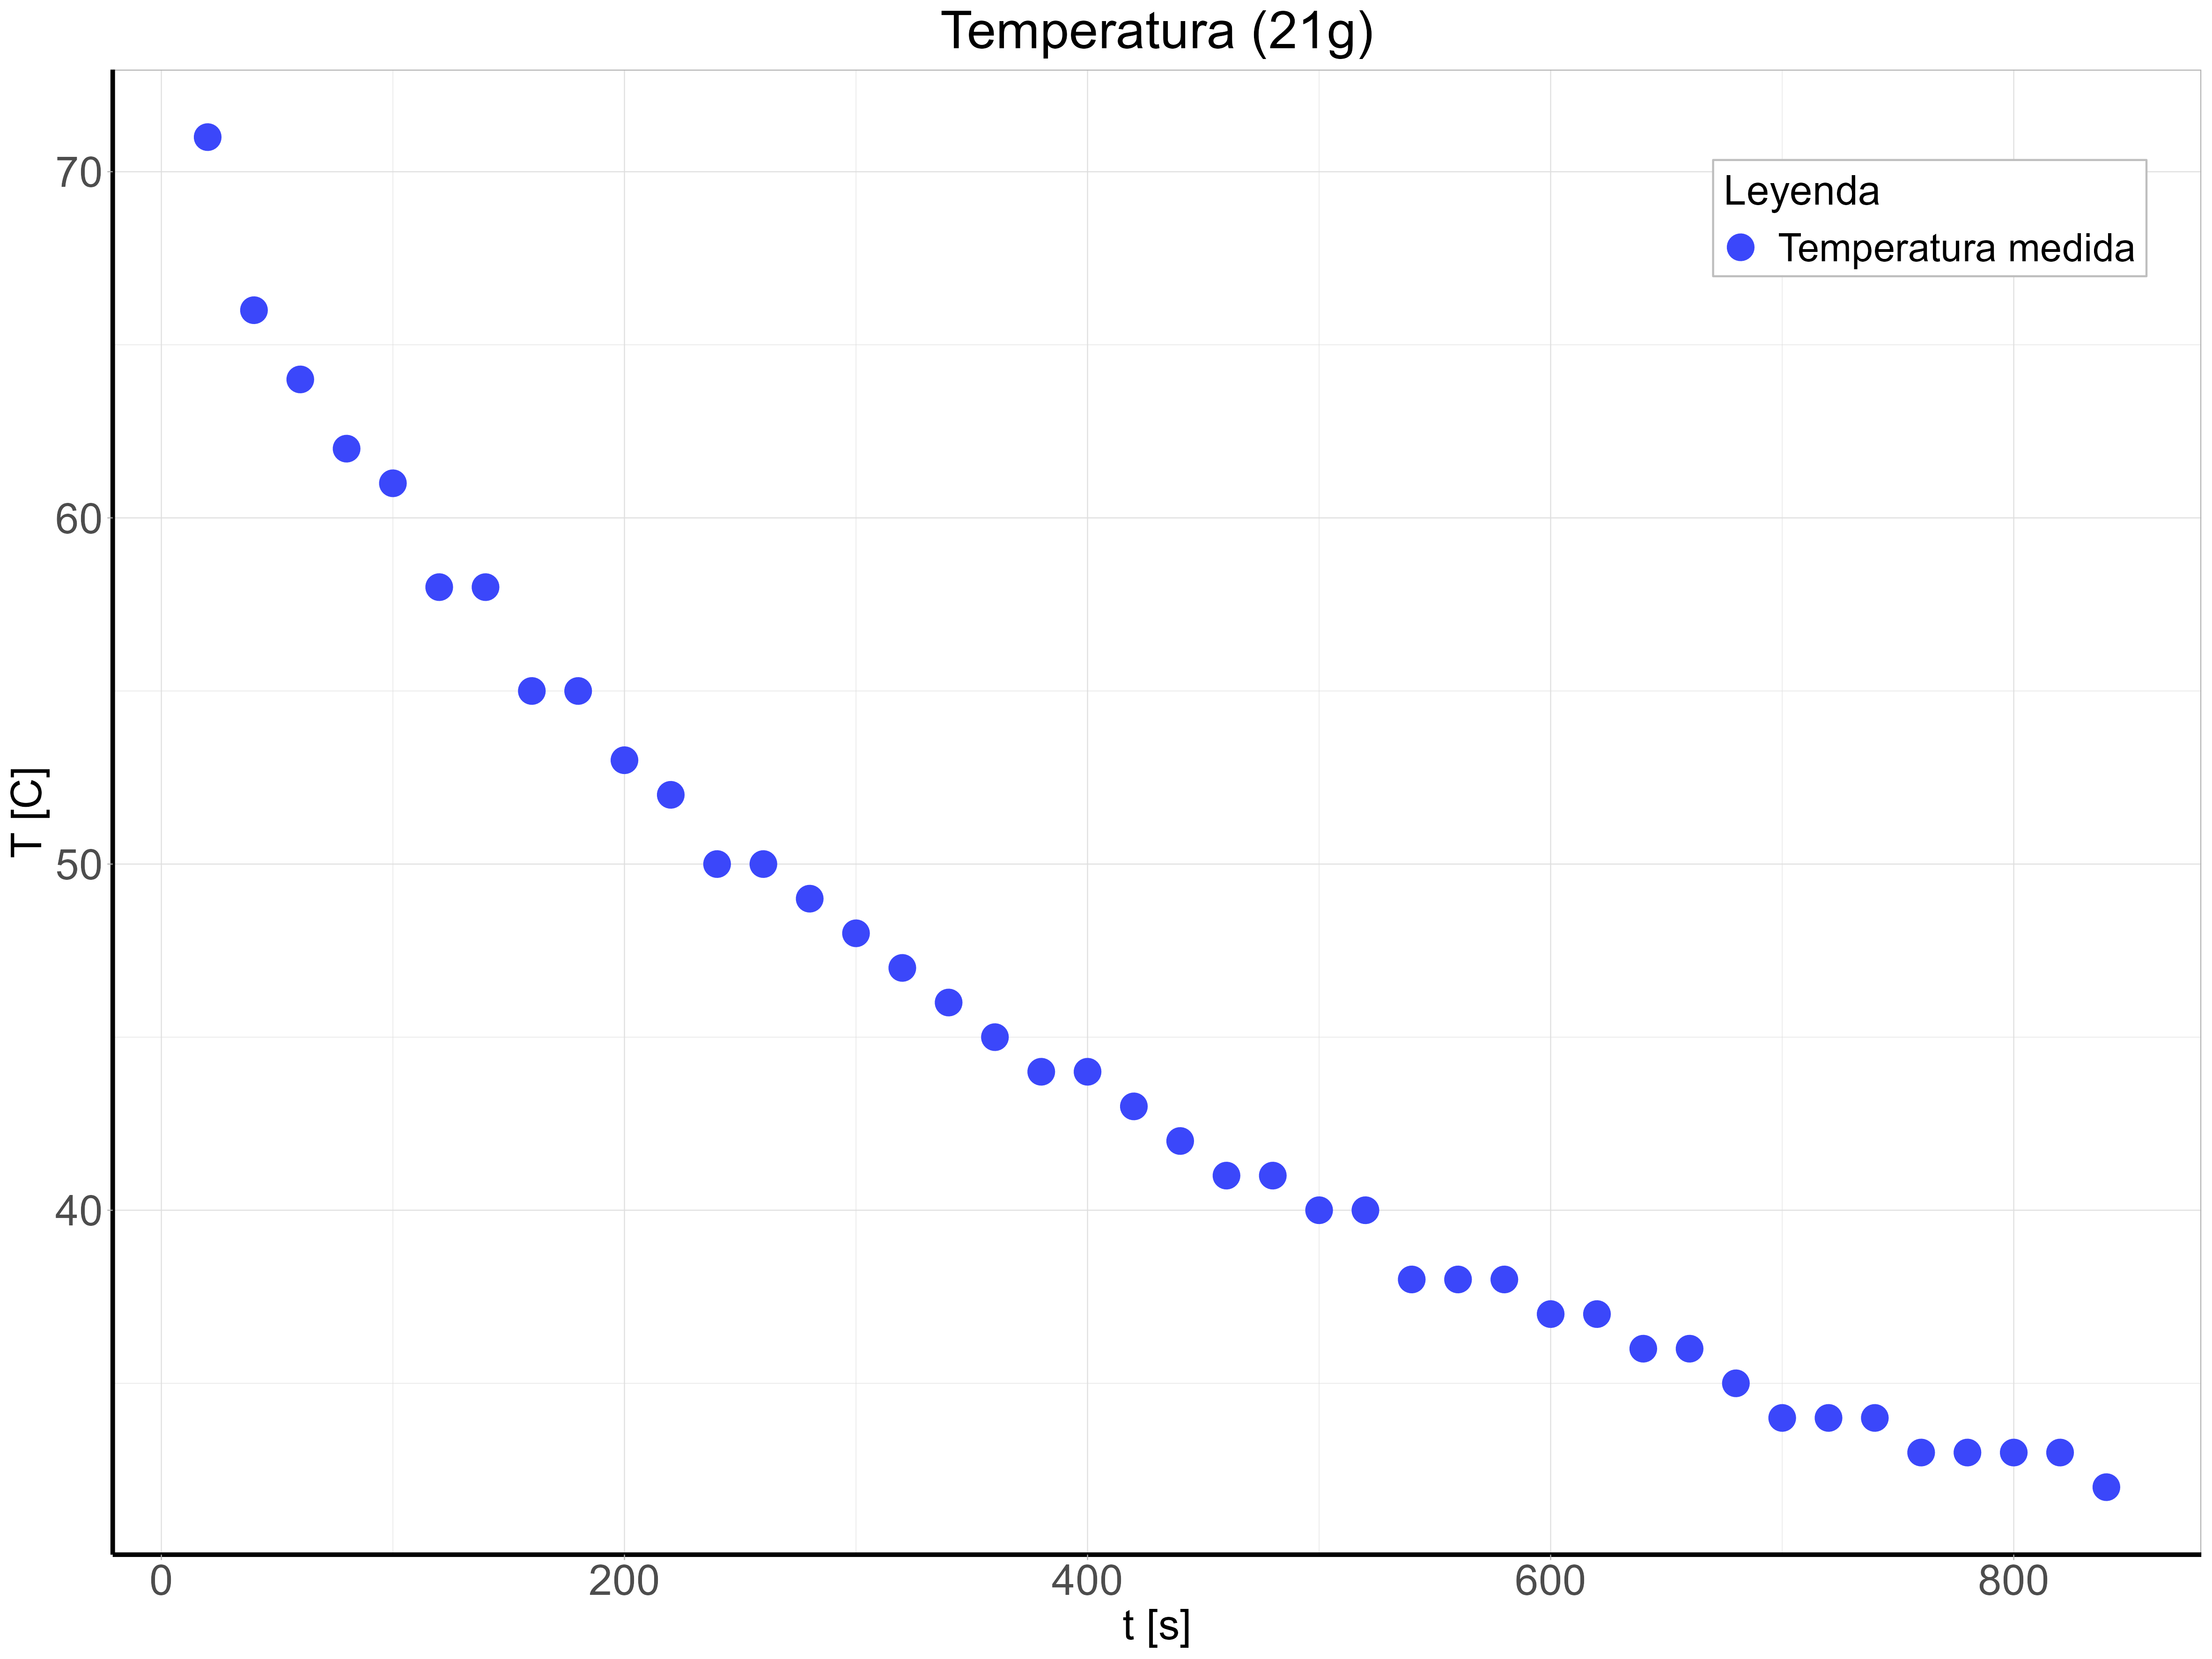 Temperatura (21g)
Leyenda
Temperatura medida
T [C]
70
60
50
40
0
200
400
600
800
t [s]